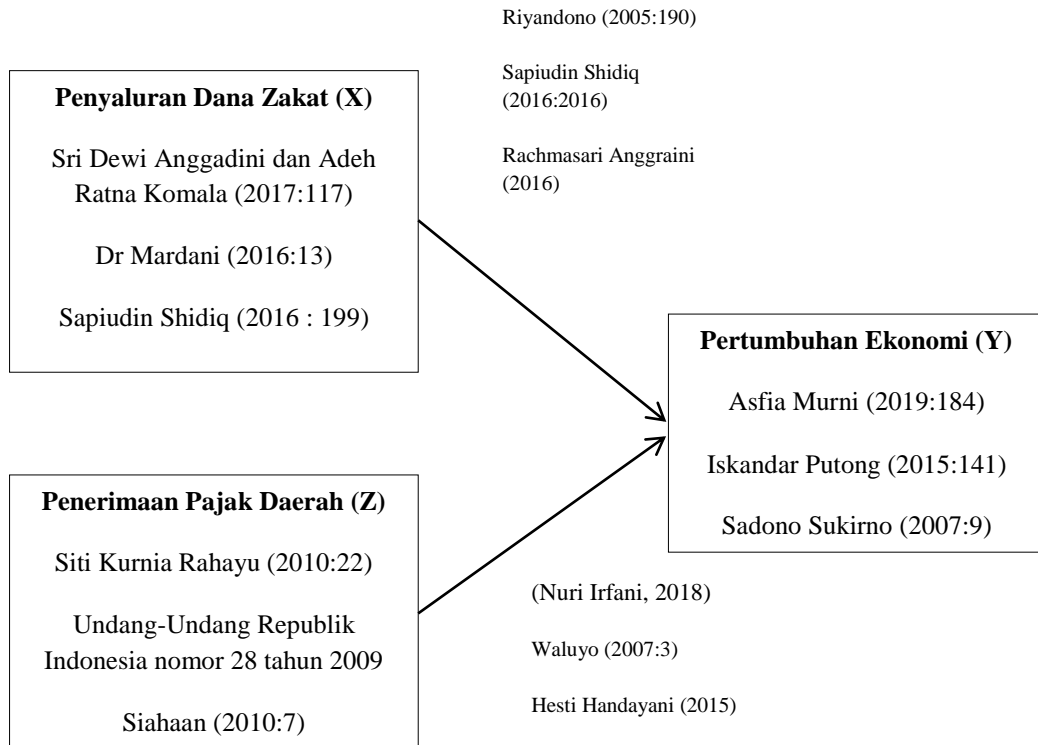 Riyandono (2005:190)
Sapiudin Shidiq
(2016:2016)
Rachmasari Anggraini
(2016)
Penyaluran Dana Zakat (X)
Sri Dewi Anggadini dan Adeh
Ratna Komala (2017:117)
Dr Mardani (2016:13)
Sapiudin Shidiq (2016 : 199)
Pertumbuhan Ekonomi (Y)
Asfia Murni (2019:184)
Iskandar Putong (2015:141)
Sadono Sukirno (2007:9)
Penerimaan Pajak Daerah (Z)
Siti Kurnia Rahayu (2010:22)
Undang-Undang Republik
Indonesia nomor 28 tahun 2009
Siahaan (2010:7)
(Nuri Irfani, 2018)
Waluyo (2007:3)
Hesti Handayani (2015)